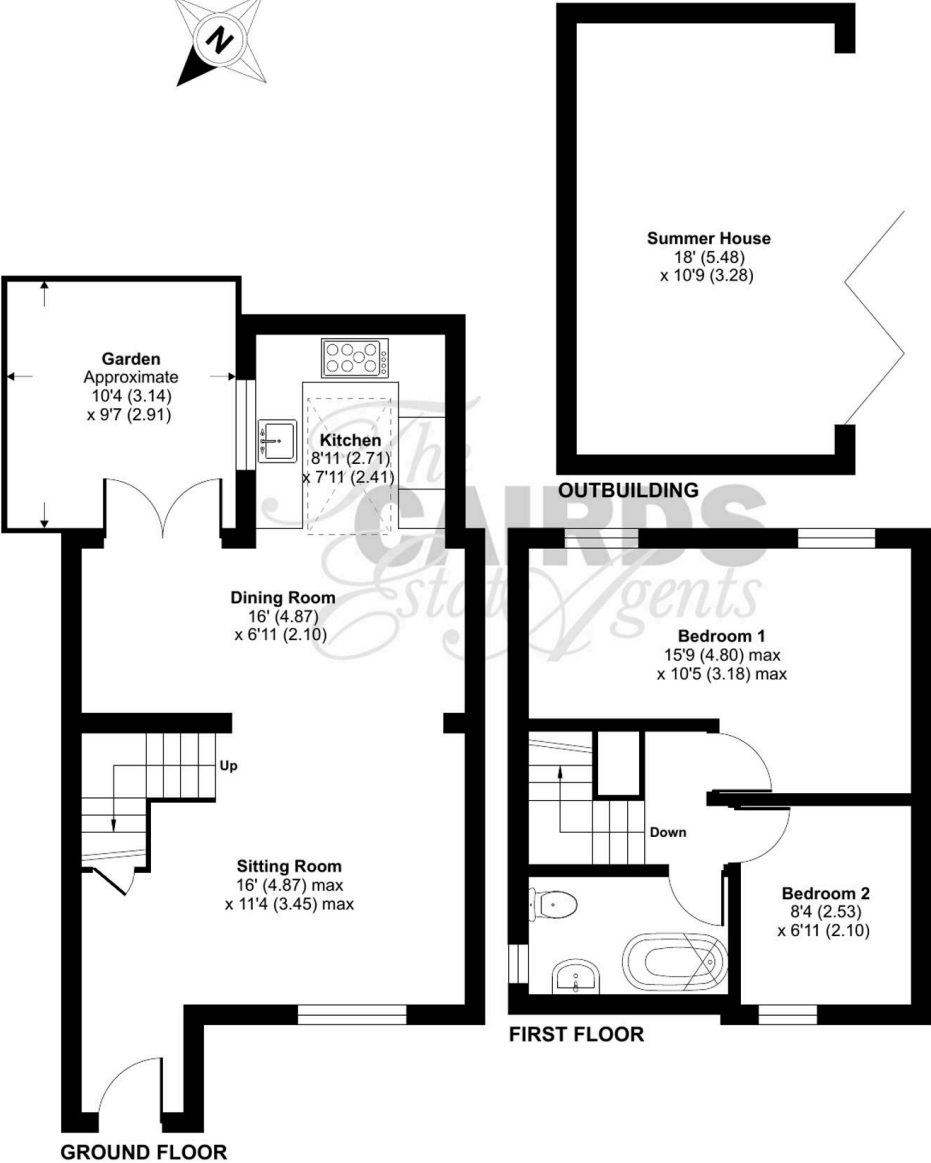 N
Summer House
18' (5.48)
x 10'9 (3.28)
OUTBUILDING
Garden
Approximate
10'4 (3.14)
x 9'7 (2.91)
Kitchen
8'11 (2.71)
x 7'11 (2.41)
The
CAIRDS
Estate Agents
Dining Room
16' (4.87)
x 6'11 (2.10)
Up
Sitting Room
16' (4.87) max
x 11'4 (3.45) max
GROUND FLOOR
Bedroom 1
15'9 (4.80) max
x 10'5 (3.18) max
Down
Bedroom 2
8'4 (2.53)
x 6'11 (2.10)
FIRST FLOOR